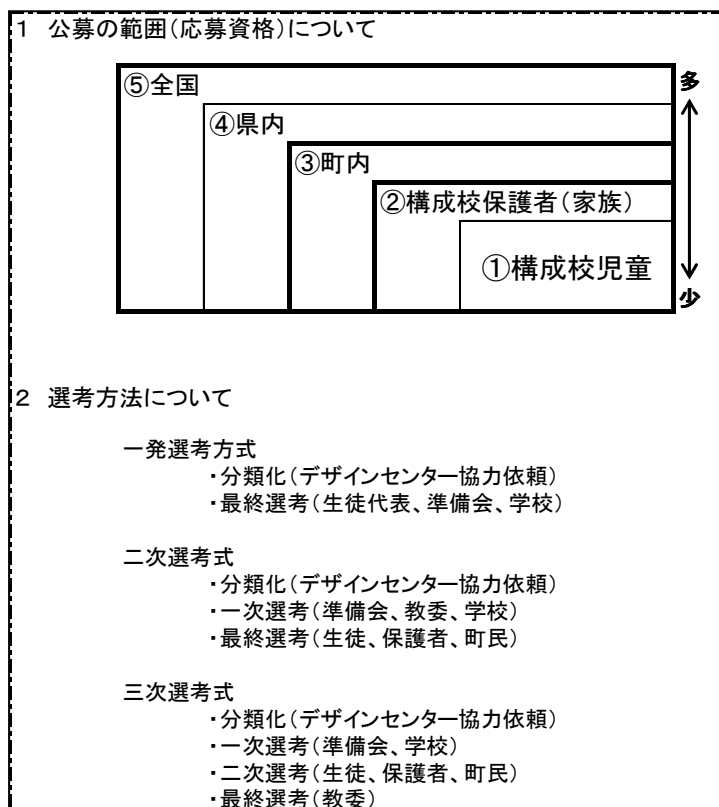 1 公募の範囲(応募資格)について
⑤全国
多
④県内
③町内
②構成校保護者(家族)
①構成校児童
少
2 選考方法について
一発選考方式
・分類化(デザインセンター協力依頼)
・最終選考(生徒代表、準備会、学校)
二次選考式
・分類化(デザインセンター協力依頼)
・一次選考(準備会、教委、学校)
・最終選考(生徒、保護者、町民)
三次選考式
・分類化(デザインセンター協力依頼)
・一次選考(準備会、学校)
・二次選考(生徒、保護者、町民)
・最終選考(教委)